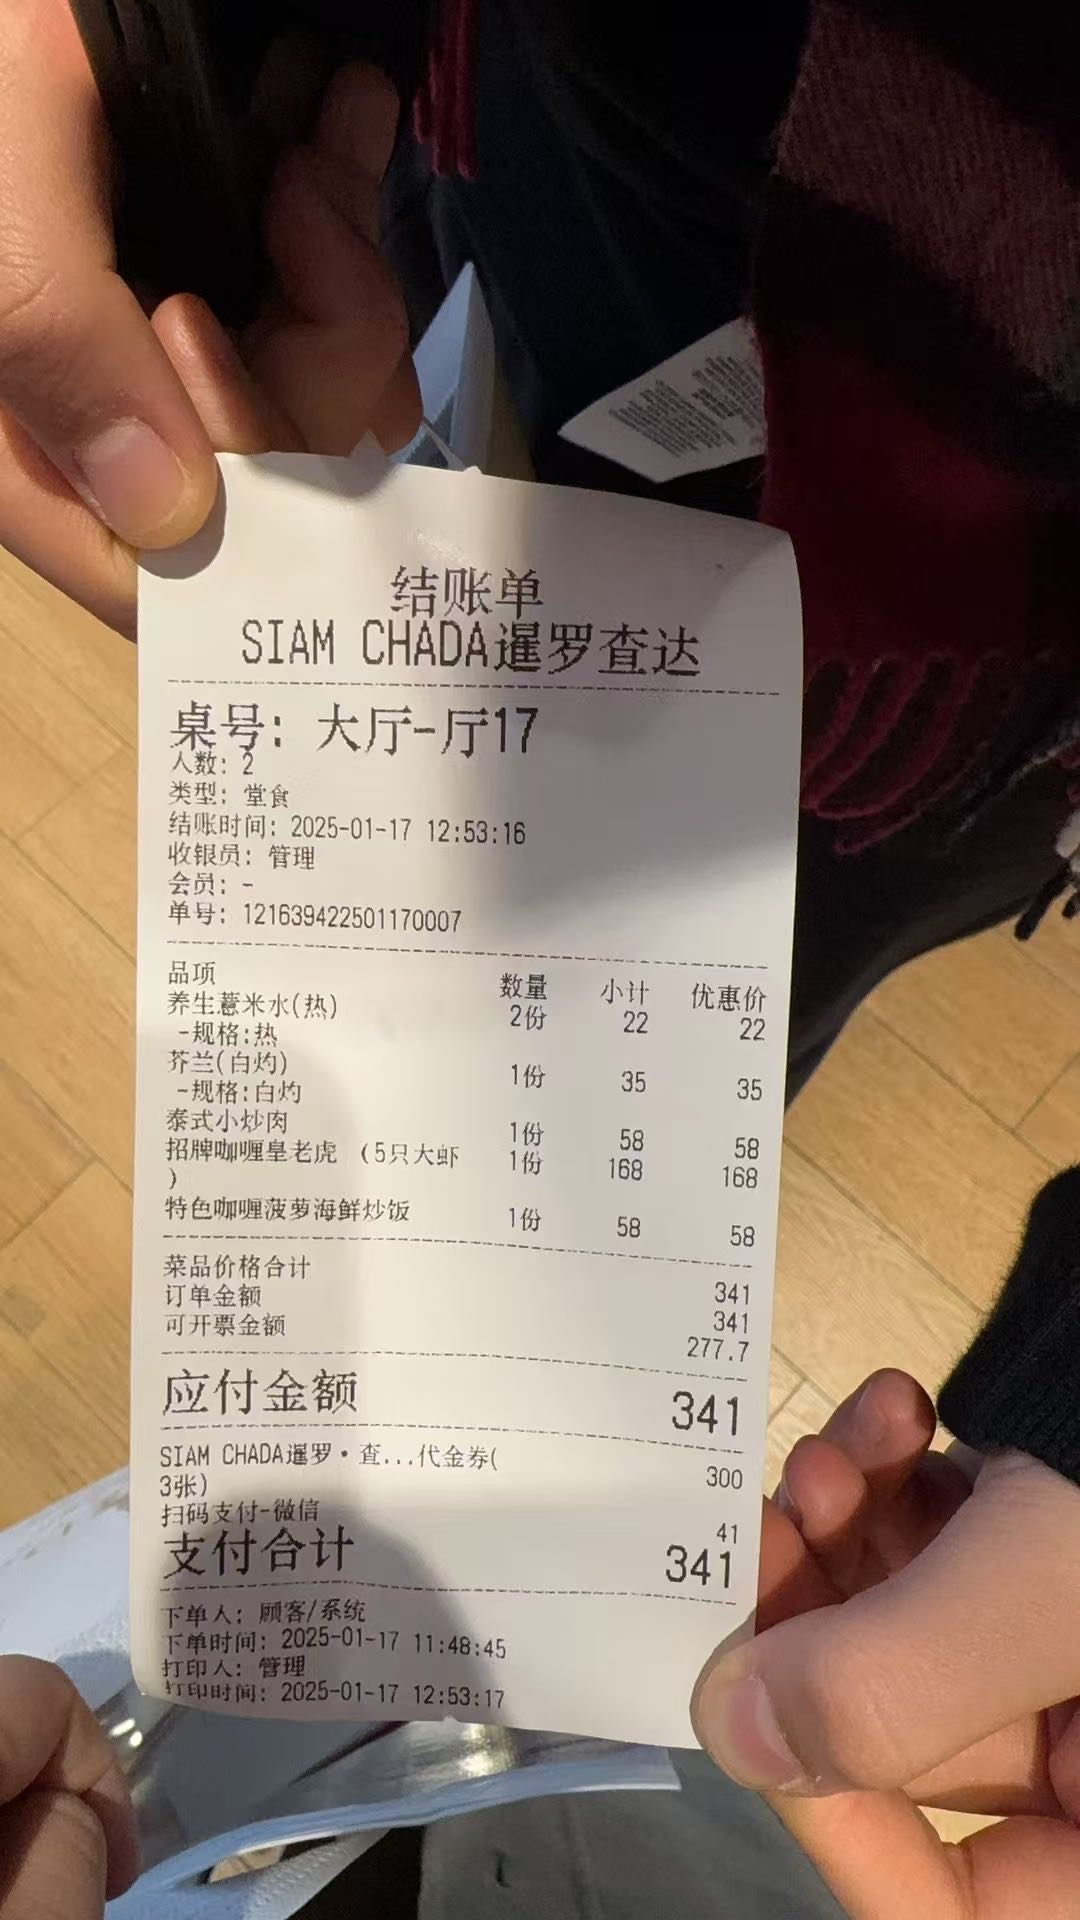 结账单
SIAM CHADA暹罗查达
桌号: 大厅-厅17
人数: 2
类型: 堂食
结账时间: 2025-01-17 12:53:16
收银员: 管理
会员: -
单号: 121639422501170007
品项 数量 小计 优惠价
养生薏米水(热) 2份 22 22
-规格:热
芥兰(白灼) 1份 35 35
-规格:白灼
泰式小炒肉 1份 58 58
招牌咖喱皇老虎 (5只大虾 1份 168 168
)
特色咖喱菠萝海鲜炒饭 1份 58 58
菜品价格合计 341
订单金额 341
可开票金额 277.7
应付金额 341
SIAM CHADA暹罗·查...代金券( 300
3张)
扫码支付-微信 41
支付合计 341
下单人: 顾客/系统
下单时间: 2025-01-17 11:48:45
打印人: 管理
打印时间: 2025-01-17 12:53:17